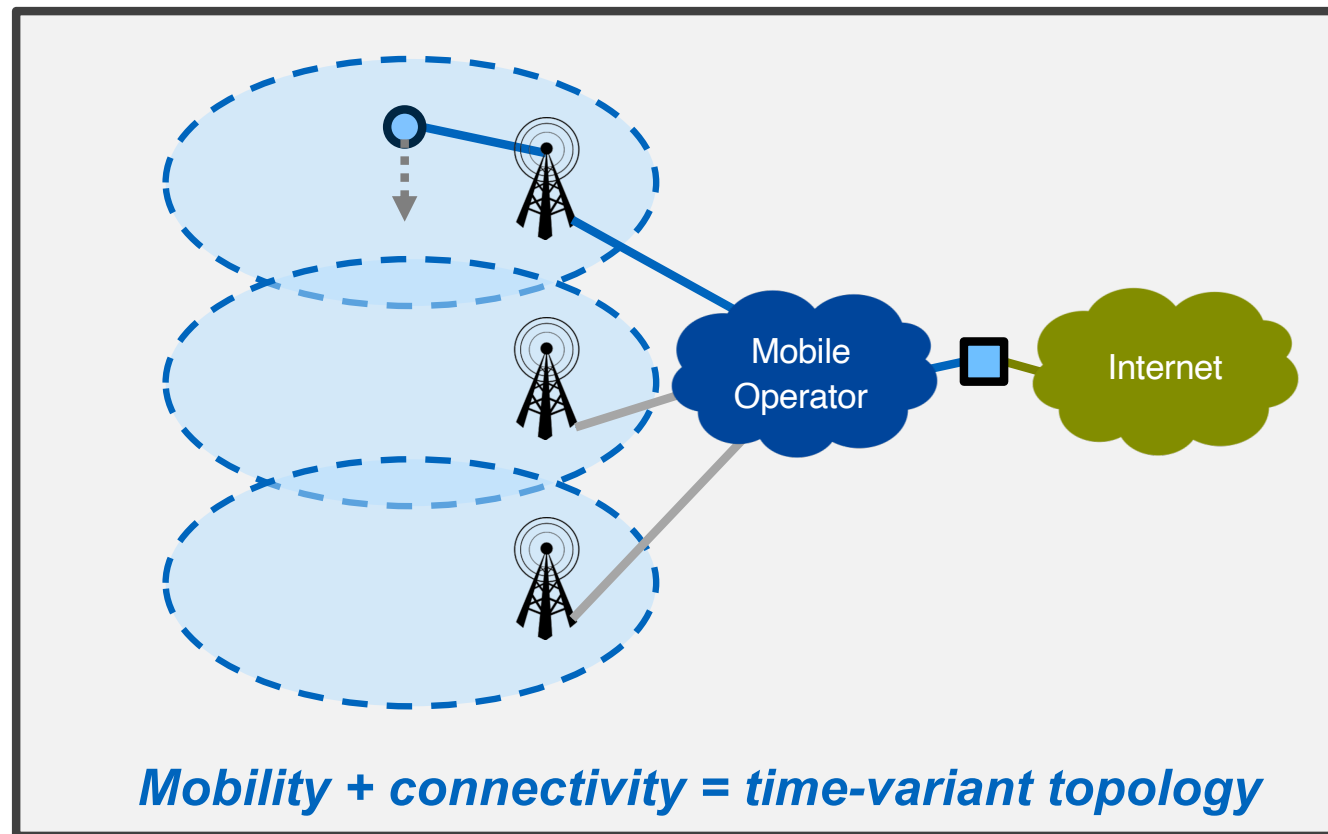 Mobile
Operator
Internet
Mobility + connectivity = time-variant topology